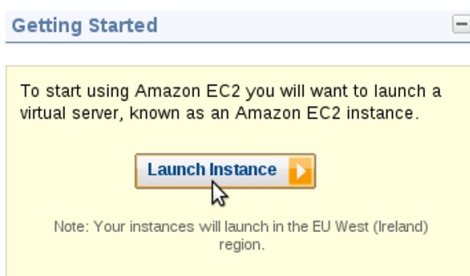 Getting Started
To start using Amazon EC2 you will want to launch a
virtual server, known as an Amazon EC2 instance.
Launch Instance
Note: Your instances will launch in the EU West (Ireland)
region.